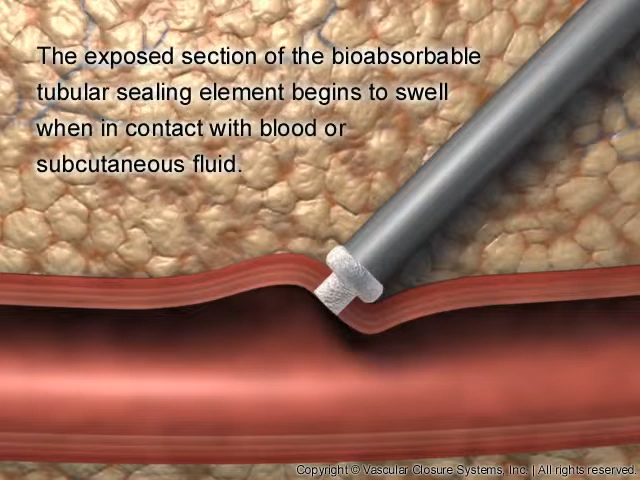 The exposed section of the bioabsorbable
tubular sealing element begins to swell
when in contact with blood or
subcutaneous fluid.
Copyright © Vascular Closure Systems, Inc. | All rights reserved.